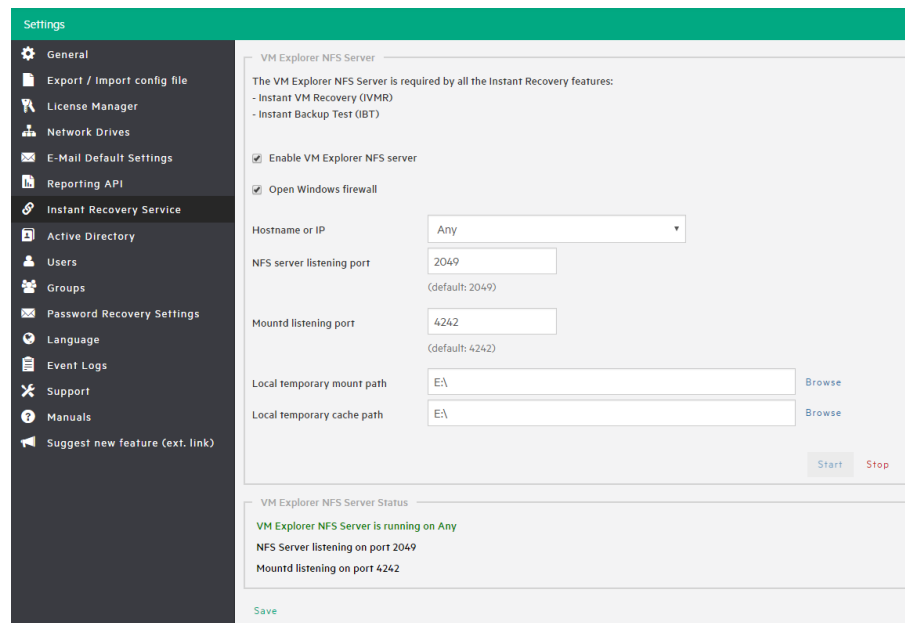 Settings
General
Export / Import config file
License Manager
Network Drives
E-Mail Default Settings
Reporting API
Instant Recovery Service
Active Directory
Users
Groups
Password Recovery Settings
Language
Event Logs
Support
Manuals
Suggest new feature (ext. link)
VM Explorer NFS Server
The VM Explorer NFS Server is required by all the Instant Recovery features:
- Instant VM Recovery (IVMR)
- Instant Backup Test (IBT)
Enable VM Explorer NFS server
Open Windows firewall
Hostname or IP Any
NFS server listening port 2049
(default: 2049)
Mountd listening port 4242
(default: 4242)
Local temporary mount path E:\ Browse
Local temporary cache path E:\ Browse
Start Stop
VM Explorer NFS Server Status
VM Explorer NFS Server is running on Any
NFS Server listening on port 2049
Mountd listening on port 4242
Save